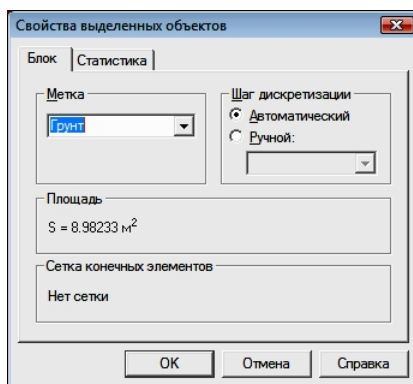 Свойства выделенных объектов
Блок
Статистика
Метка
Грунт
Шаг дискретизации
Автоматический
Ручной:
Площадь
S = 8.98233 м²
Сетка конечных элементов
Нет сетки
OK
Отмена
Справка